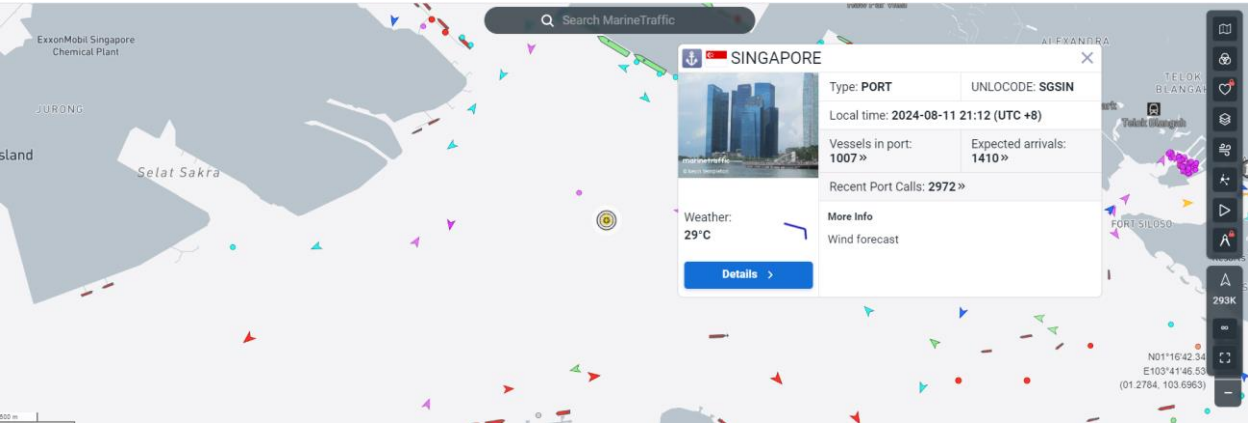 Search MarineTraffic
ExxonMobil Singapore
Chemical Plant
JURONG
sland
Selat Sakra
ALEXANDRA
TELOK
BLANGAH
Telok Blangah
FORT SILOSO
SINGAPORE
Type: PORT
UNLOCODE: SGSIN
Local time: 2024-08-11 21:12 (UTC +8)
Vessels in port:
1007 »
Expected arrivals:
1410 »
Recent Port Calls: 2972 »
marinetraffic
Weather:
29°C
More Info
Wind forecast
Details >
293K
N01°16'42.34
E103°41'46.53
(01.2784, 103.6963)
500 m